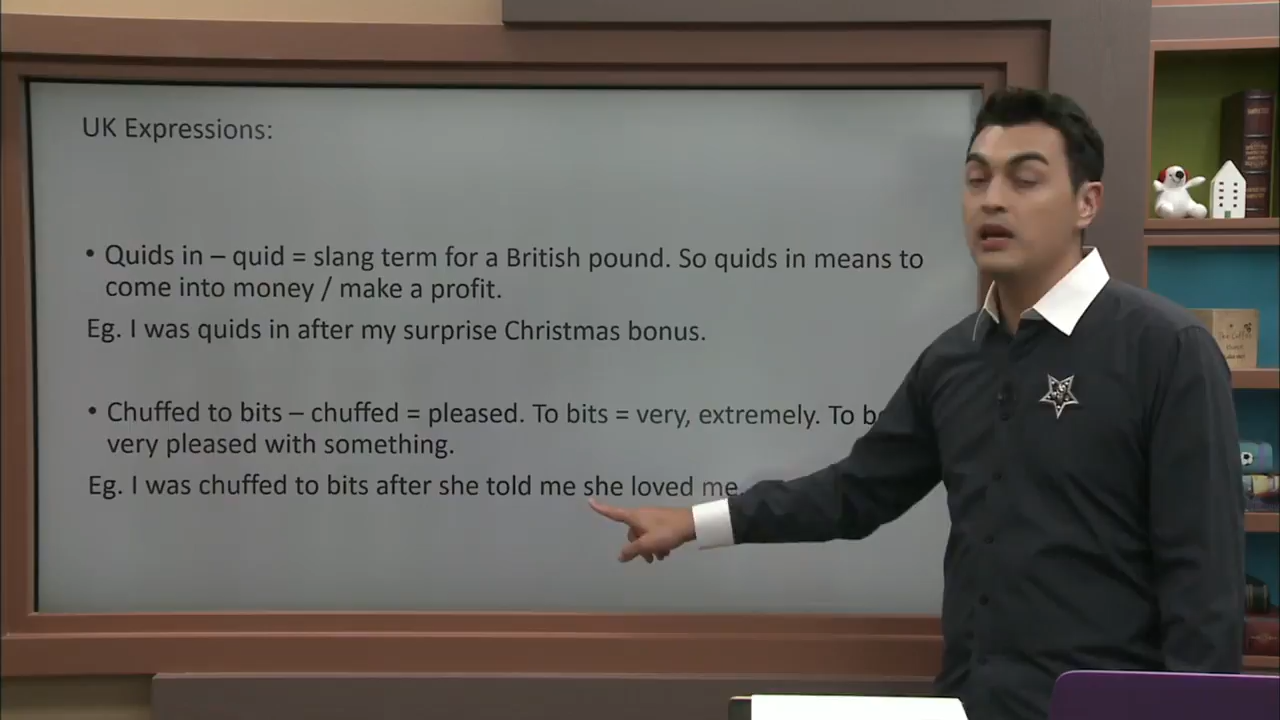 UK Expressions:
• Quids in – quid = slang term for a British pound. So quids in means to
come into money / make a profit.
Eg. I was quids in after my surprise Christmas bonus.
• Chuffed to bits – chuffed = pleased. To bits = very, extremely. To
very pleased with something.
Eg. I was chuffed to bits after she told me she loved me.